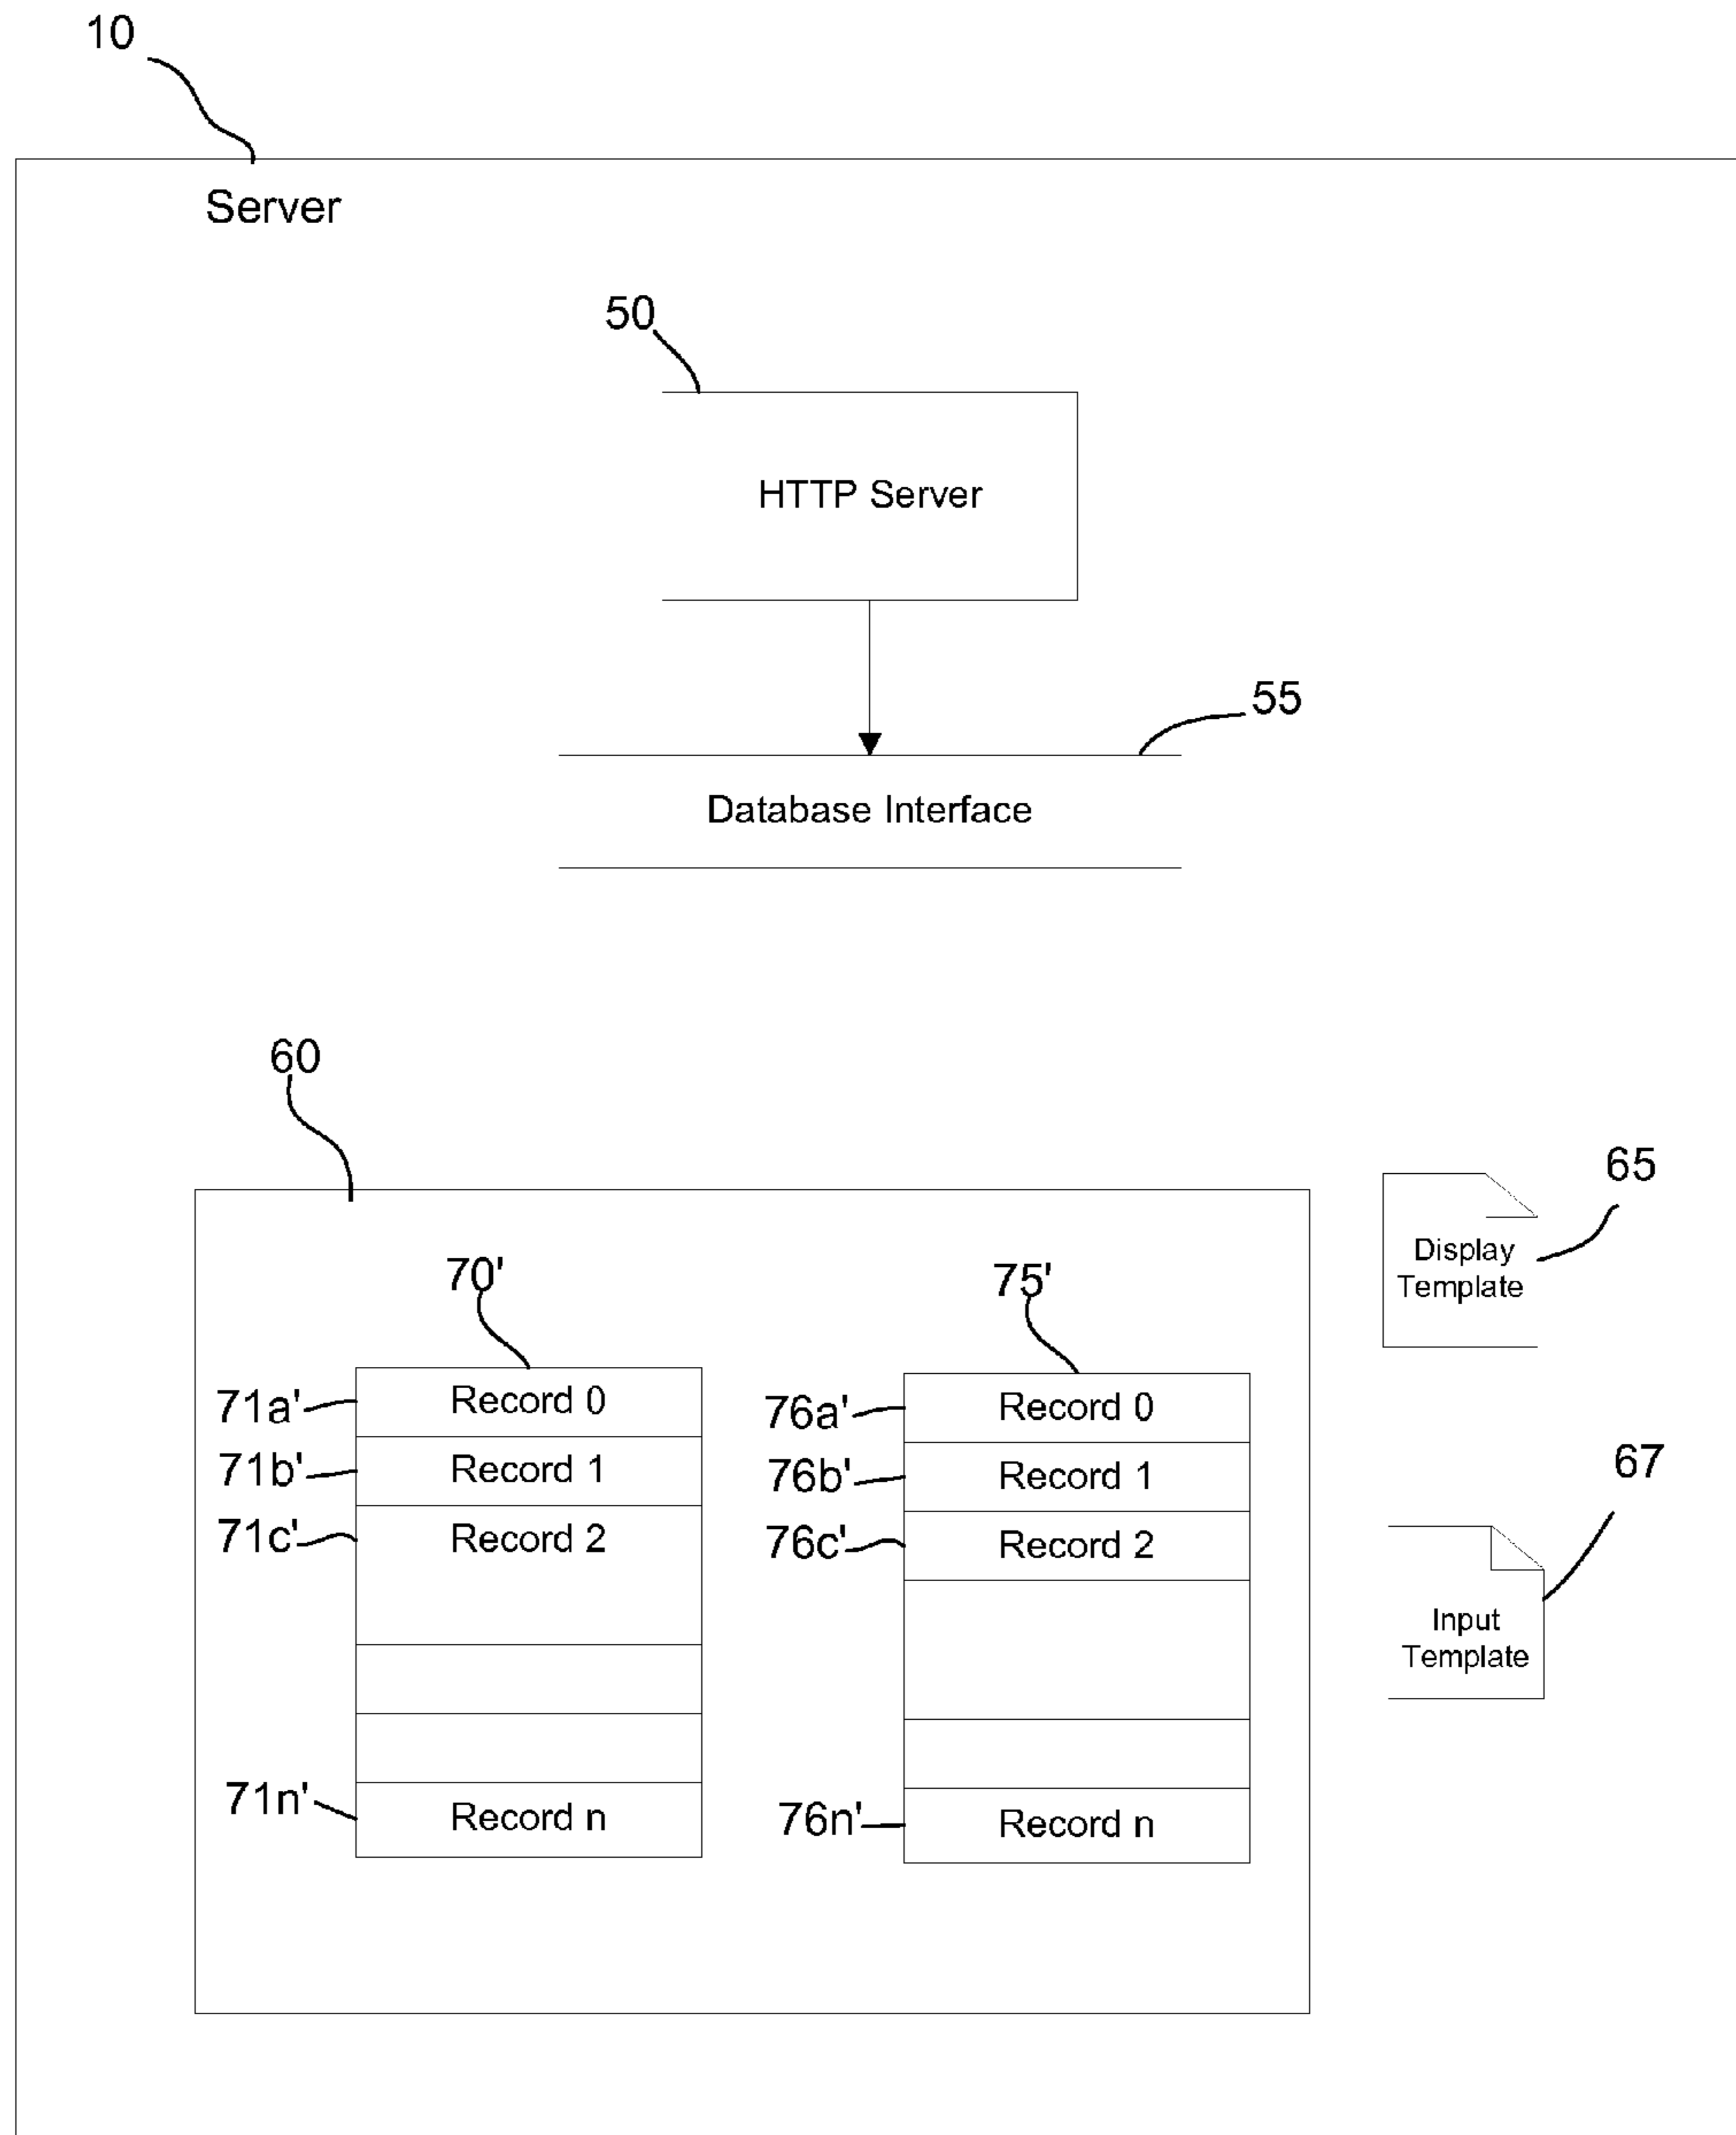 10
Server
50
HTTP Server
55
Database Interface
60
65
Display
Template
70'
75'
71a'
Record 0
76a'
Record 0
71b'
Record 1
76b'
Record 1
67
71c'
Record 2
76c'
Record 2
Input
Template
71n'
Record n
76n'
Record n